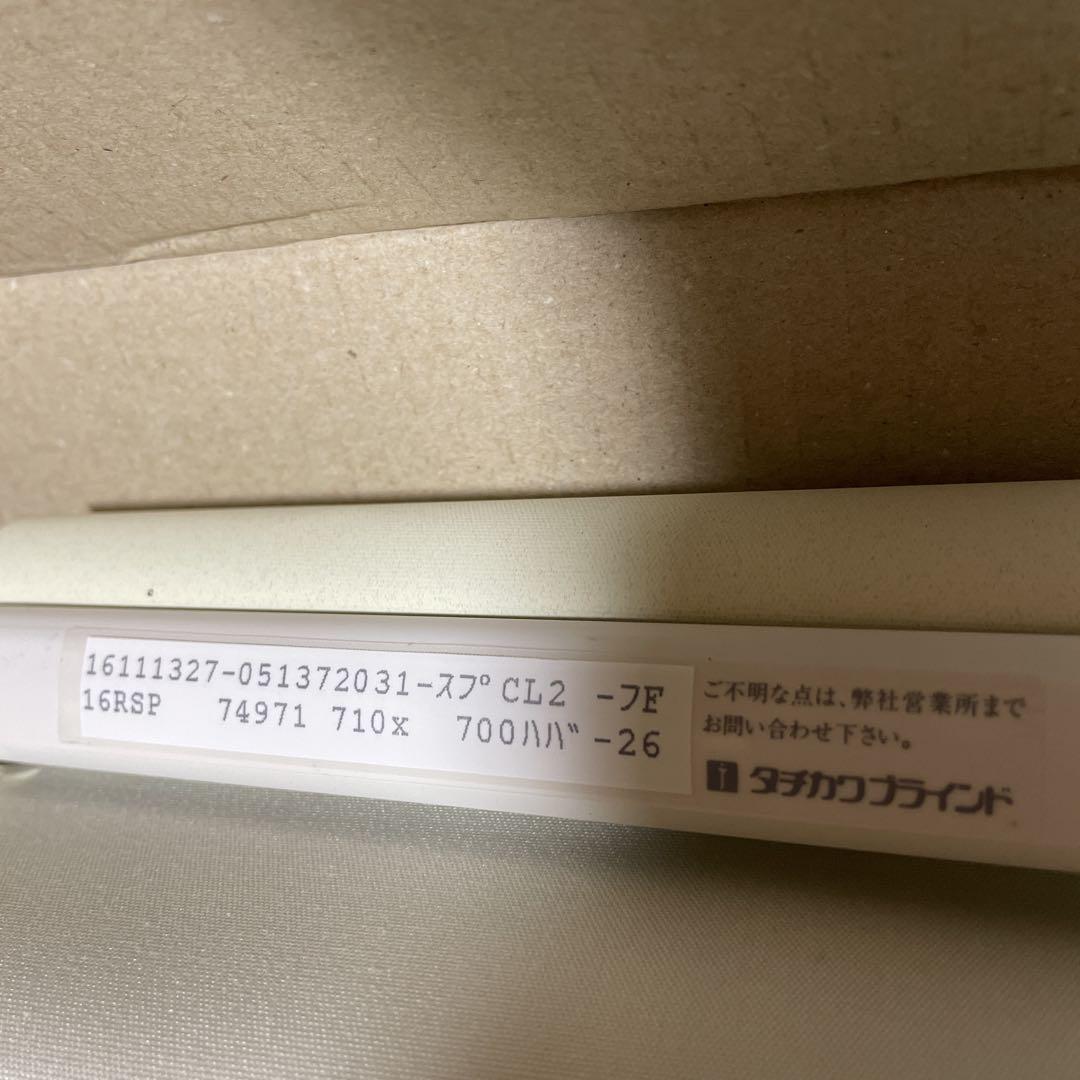 16111327-051372031-ｽﾌﾟCL2 -フF
16RSP 74971 710x 700ﾊﾊﾞ-26
ご不明な点は、弊社営業所まで
お問い合わせ下さい。
タチカワブラインド